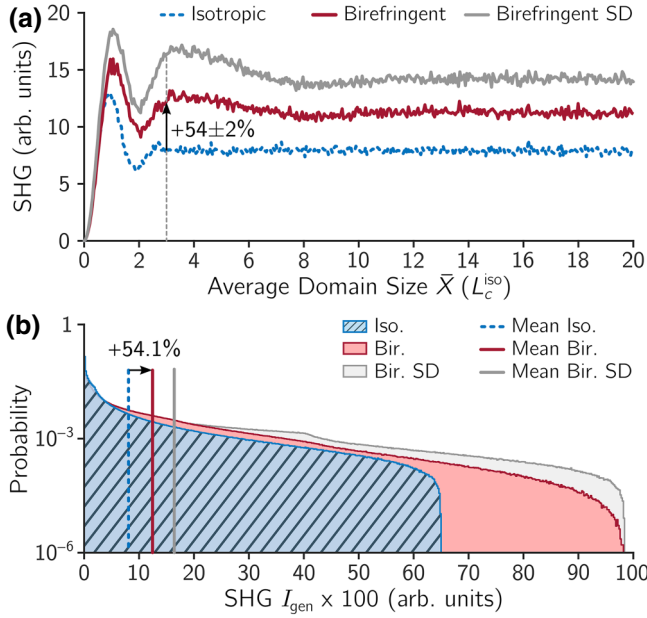 (a)
Isotropic Birefringent Birefringent SD
20
15
10
5
0
SHG (arb. units)
+54±2%
0 2 4 6 8 10 12 14 16 18 20
Average Domain Size X̄ (L_c^iso)
(b)
1
10⁻³
10⁻⁶
Probability
+54.1%
Iso. Mean Iso.
Bir. Mean Bir.
Bir. SD Mean Bir. SD
0 10 20 30 40 50 60 70 80 90 100
SHG I_gen x 100 (arb. units)